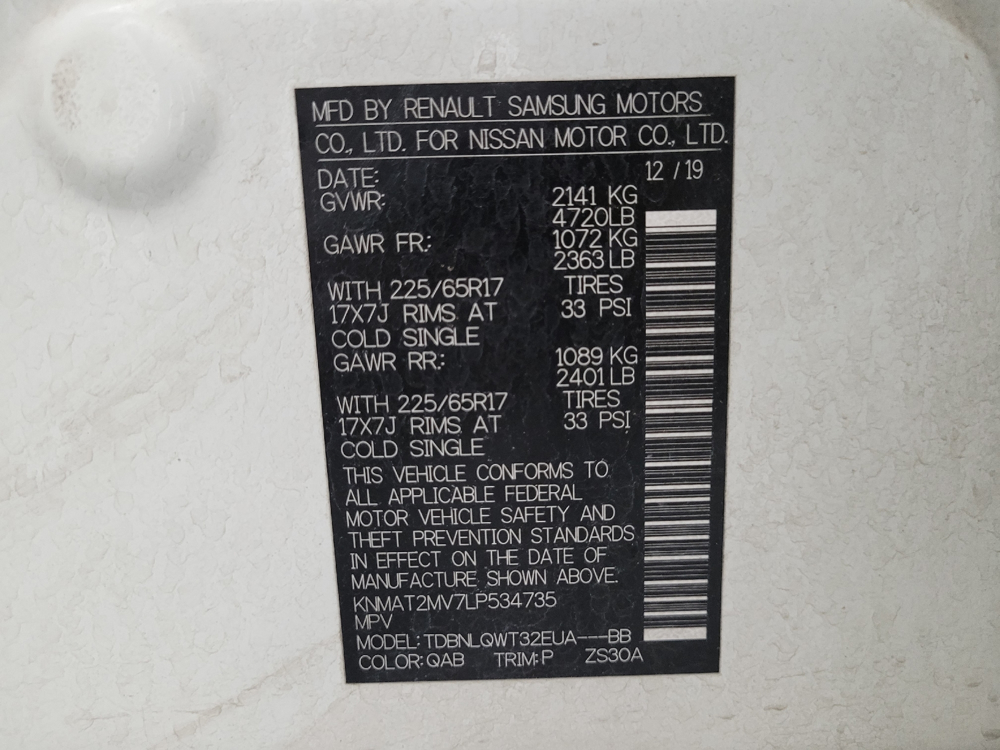 MFD BY RENAULT SAMSUNG MOTORS
CO., LTD. FOR NISSAN MOTOR CO., LTD.
DATE: 12 / 19
GVWR: 2141 KG
4720LB
GAWR FR.: 1072 KG
2363 LB
WITH 225/65R17 TIRES
17X7J RIMS AT 33 PSI
COLD SINGLE
GAWR RR.: 1089 KG
2401 LB
WITH 225/65R17 TIRES
17X7J RIMS AT 33 PSI
COLD SINGLE
THIS VEHICLE CONFORMS TO
ALL APPLICABLE FEDERAL
MOTOR VEHICLE SAFETY AND
THEFT PREVENTION STANDARDS
IN EFFECT ON THE DATE OF
MANUFACTURE SHOWN ABOVE.
KNMAT2MV7LP534735
MPV
MODEL: TDBNLQWT32EUA---BB
COLOR: QAB TRIM: P ZS30A